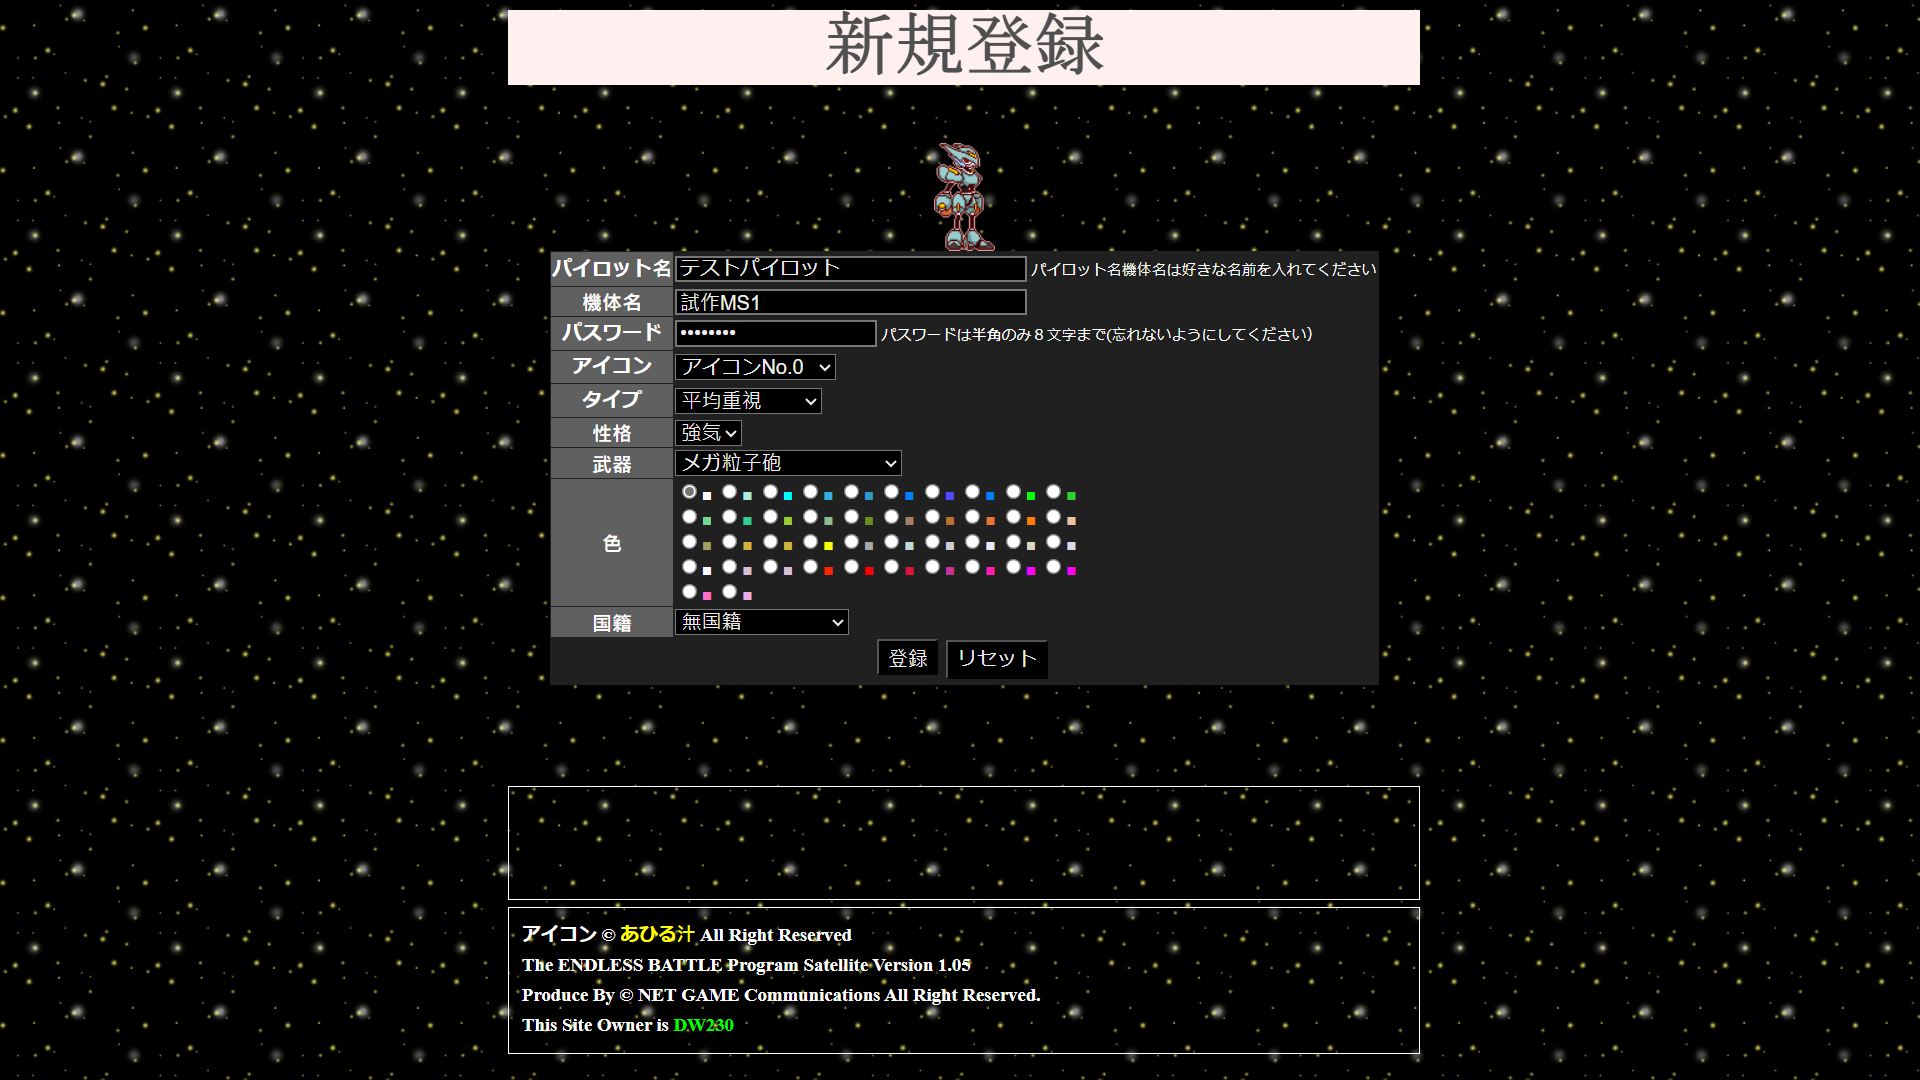 新規登録
パイロット名 テストパイロット パイロット名機体名は好きな名前を入れてください
機体名 試作MS1
パスワード •••••••• パスワードは半角のみ８文字まで(忘れないようにしてください）
アイコン アイコンNo.0
タイプ 平均重視
性格 強気
武器 メガ粒子砲
色
国籍 無国籍
登録 リセット
アイコン © あひる汁 All Right Reserved
The ENDLESS BATTLE Program Satellite Version 1.05
Produce By © NET GAME Communications All Right Reserved.
This Site Owner is DW230